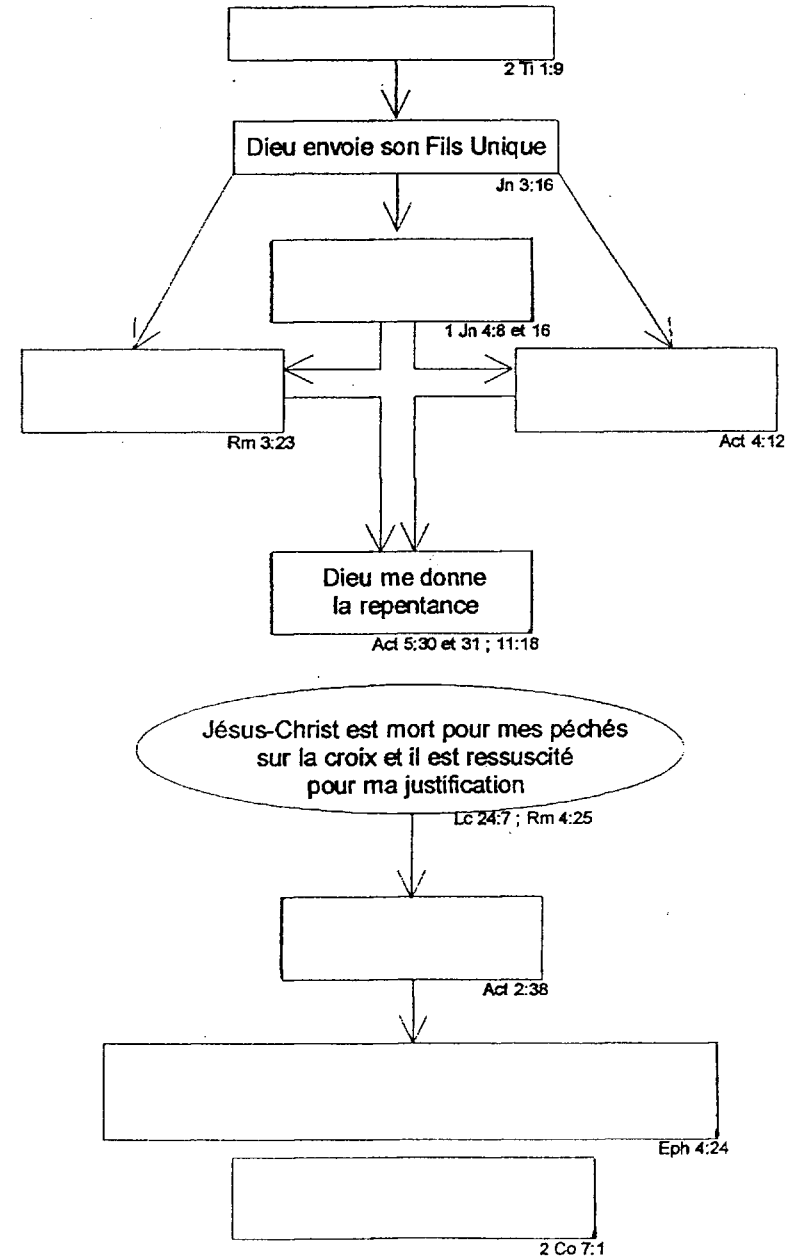 2 Ti 1:9
Dieu envoie son Fils Unique
Jn 3:16
1 Jn 4:8 et 16
Rm 3:23
Act 4:12
Dieu me donne
la repentance
Act 5:30 et 31 ; 11:18
Jésus-Christ est mort pour mes péchés
sur la croix et il est ressuscité
pour ma justification
Lc 24:7 ; Rm 4:25
Act 2:38
Eph 4:24
2 Co 7:1